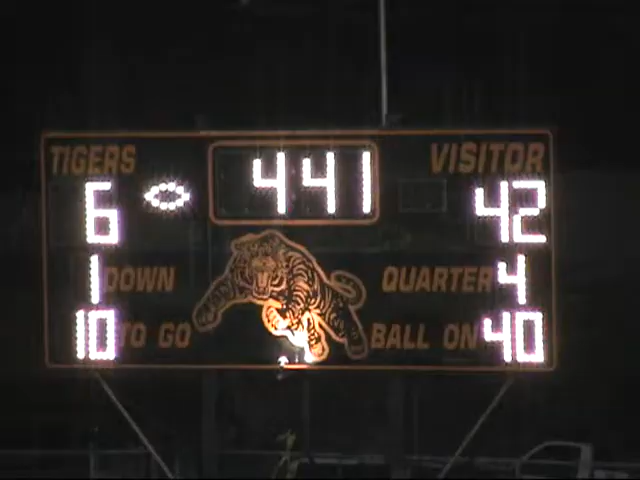 TIGERS 441 VISITOR
6 42
1 DOWN QUARTER 4
10 TO GO BALL ON 40